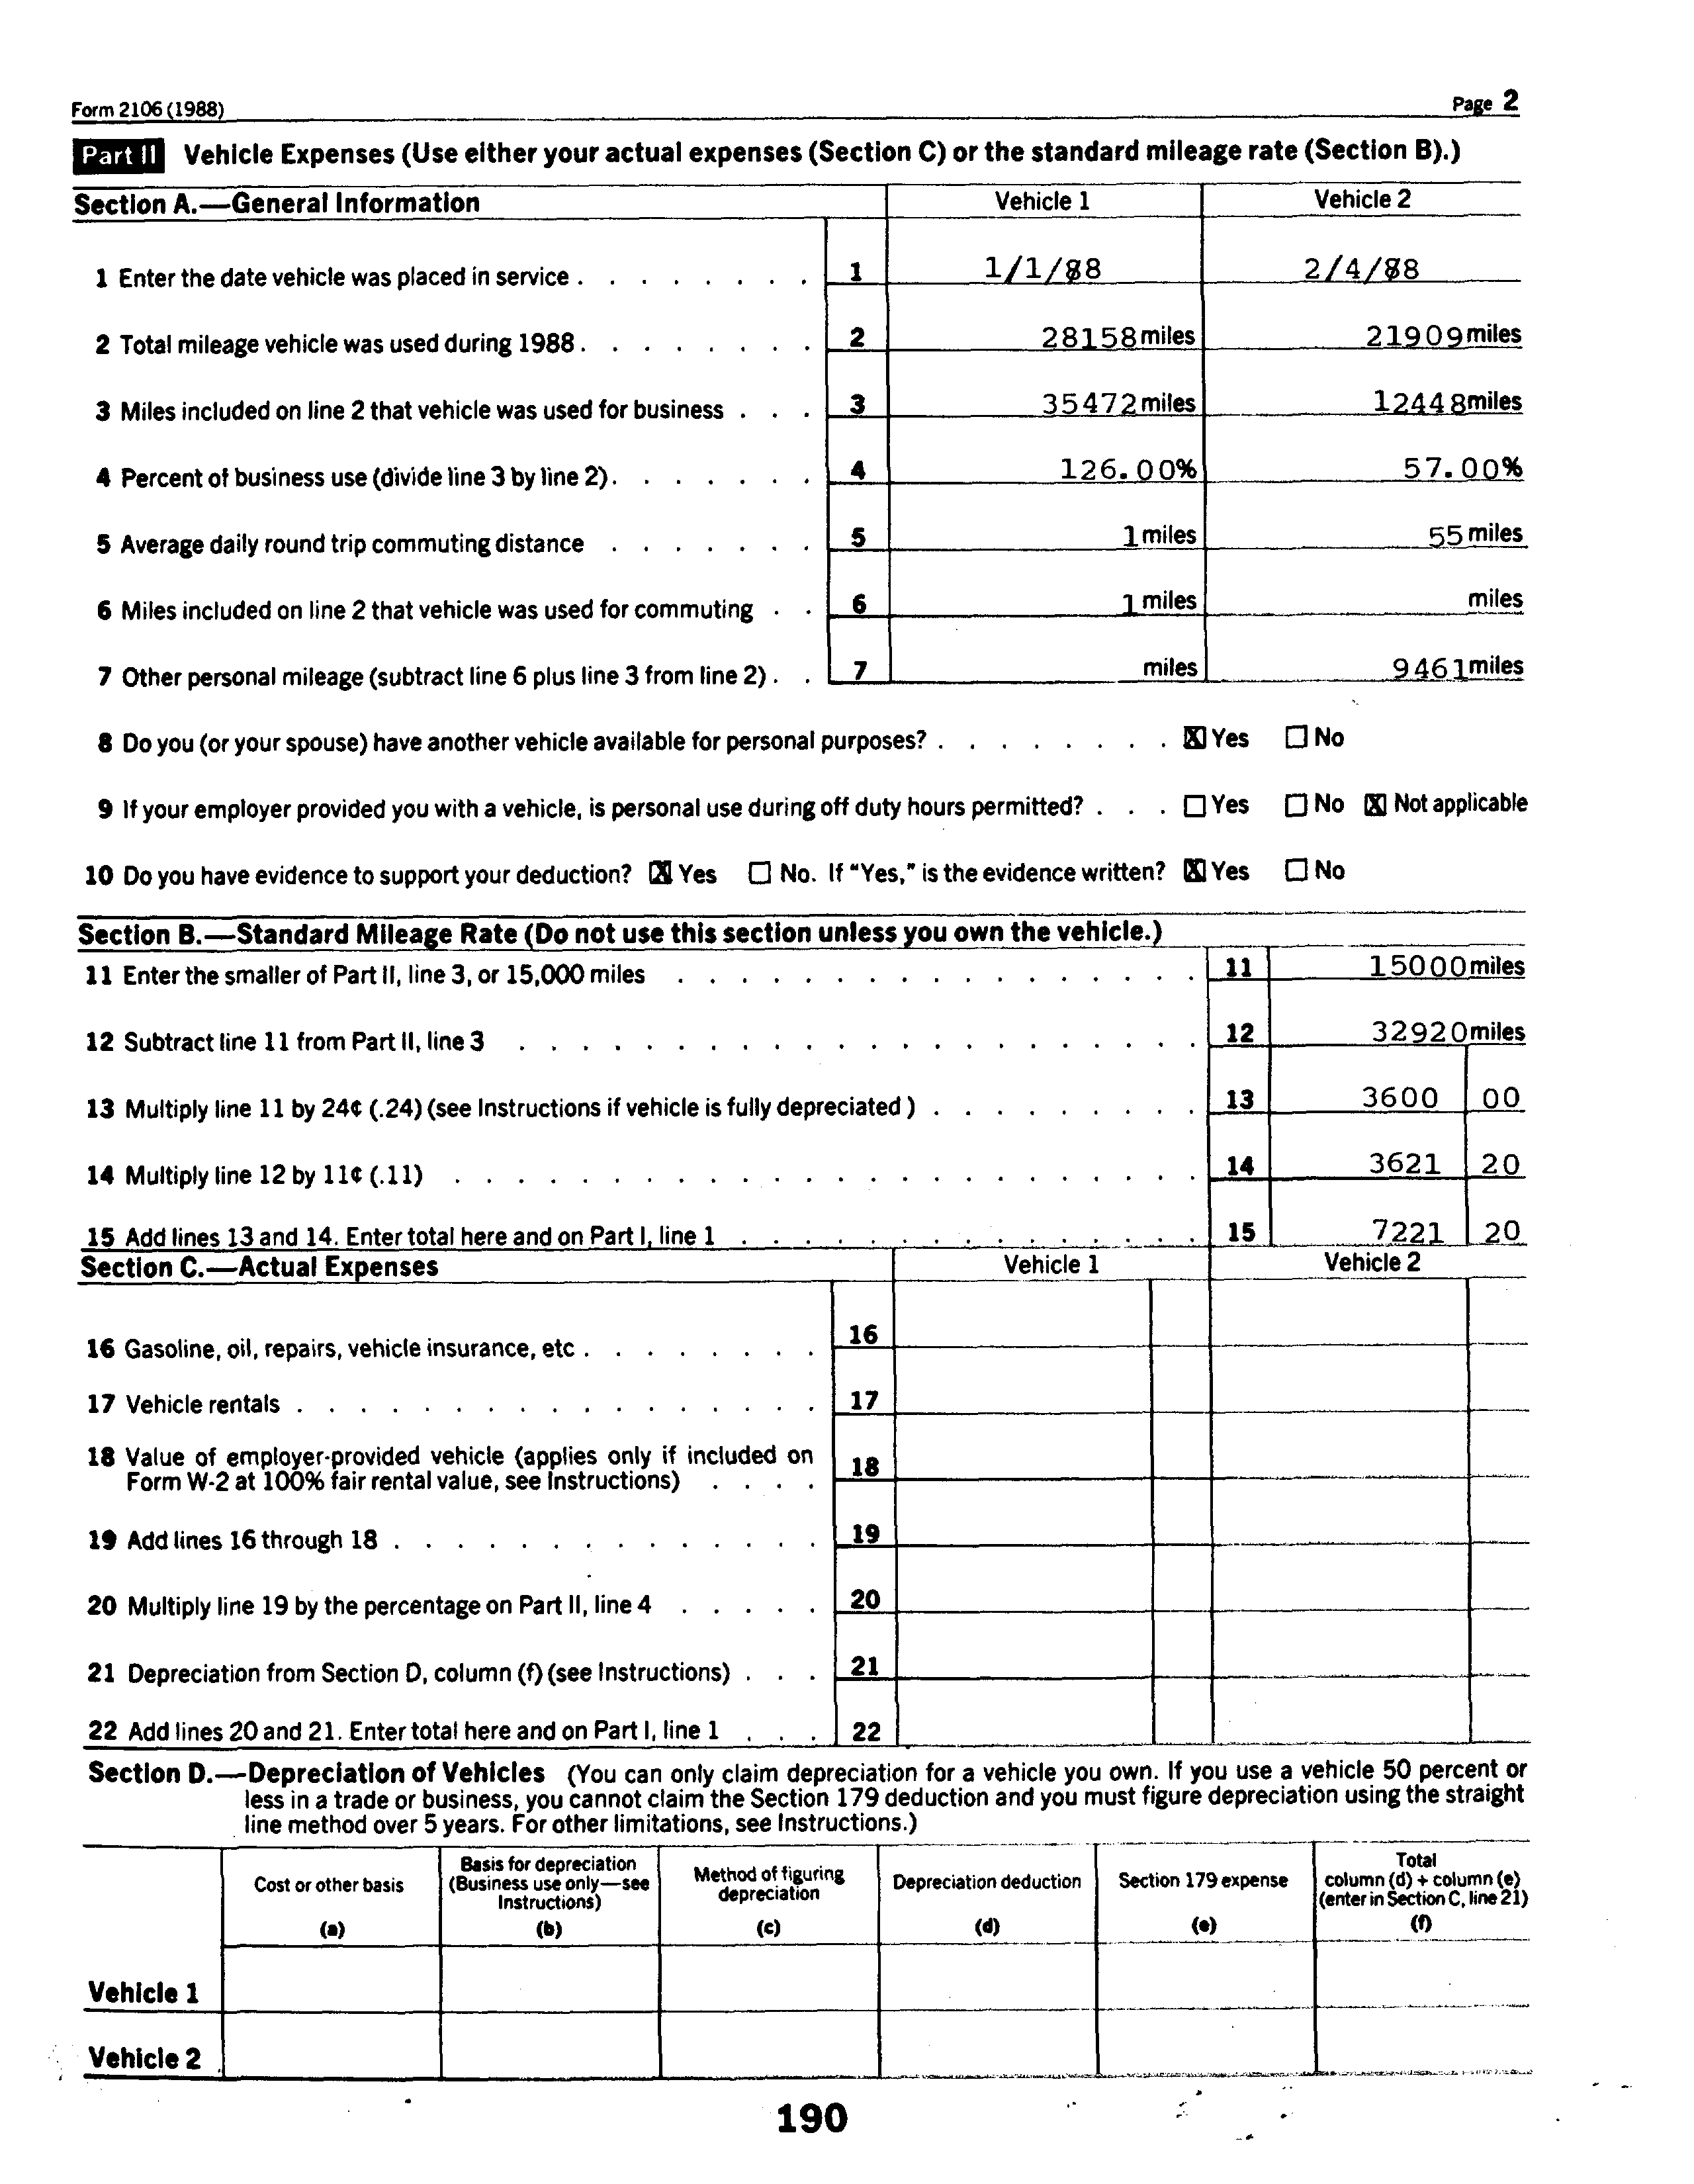 Form 2106 (1988) Page 2
Part II Vehicle Expenses (Use either your actual expenses (Section C) or the standard mileage rate (Section B).)
Section A.—General Information Vehicle 1 Vehicle 2
1 Enter the date vehicle was placed in service . . . . . . . . 1 1/1/88 2/4/88
2 Total mileage vehicle was used during 1988 . . . . . . . . 2 28158 miles 21909 miles
3 Miles included on line 2 that vehicle was used for business . . . 3 35472 miles 12448 miles
4 Percent of business use (divide line 3 by line 2) . . . . . . . 4 126.00% 57.00%
5 Average daily round trip commuting distance . . . . . . . 5 1 miles 55 miles
6 Miles included on line 2 that vehicle was used for commuting . . 6 1 miles miles
7 Other personal mileage (subtract line 6 plus line 3 from line 2) . . 7 miles 9461 miles
8 Do you (or your spouse) have another vehicle available for personal purposes? . . . . . . . . ☒ Yes ☐ No
9 If your employer provided you with a vehicle, is personal use during off duty hours permitted? . . . ☐ Yes ☐ No ☒ Not applicable
10 Do you have evidence to support your deduction? ☒ Yes ☐ No. If "Yes," is the evidence written? ☒ Yes ☐ No
Section B.—Standard Mileage Rate (Do not use this section unless you own the vehicle.)
11 Enter the smaller of Part II, line 3, or 15,000 miles . . . . . . . . . . . . . . . . . 11 15000 miles
12 Subtract line 11 from Part II, line 3 . . . . . . . . . . . . . . . . . . . . . . 12 32920 miles
13 Multiply line 11 by 24¢ (.24) (see Instructions if vehicle is fully depreciated) . . . . . . . . . 13 3600 00
14 Multiply line 12 by 11¢ (.11) . . . . . . . . . . . . . . . . . . . . . . . . 14 3621 20
15 Add lines 13 and 14. Enter total here and on Part I, line 1 . . . . . . . . . . . . . . . 15 7221 20
Section C.—Actual Expenses Vehicle 1 Vehicle 2
16 Gasoline, oil, repairs, vehicle insurance, etc . . . . . . . . 16
17 Vehicle rentals . . . . . . . . . . . . . . . . . 17
18 Value of employer-provided vehicle (applies only if included on
Form W-2 at 100% fair rental value, see Instructions) . . . . 18
19 Add lines 16 through 18 . . . . . . . . . . . . . . 19
20 Multiply line 19 by the percentage on Part II, line 4 . . . . . 20
21 Depreciation from Section D, column (f) (see Instructions) . . . 21
22 Add lines 20 and 21. Enter total here and on Part I, line 1 . . . 22
Section D.—Depreciation of Vehicles (You can only claim depreciation for a vehicle you own. If you use a vehicle 50 percent or
less in a trade or business, you cannot claim the Section 179 deduction and you must figure depreciation using the straight
line method over 5 years. For other limitations, see Instructions.)
Cost or other basis
(a)
Basis for depreciation
(Business use only—see
Instructions)
(b)
Method of figuring
depreciation
(c)
Depreciation deduction
(d)
Section 179 expense
(e)
Total
column (d) + column (e)
(enter in Section C, line 21)
(f)
Vehicle 1
Vehicle 2
190